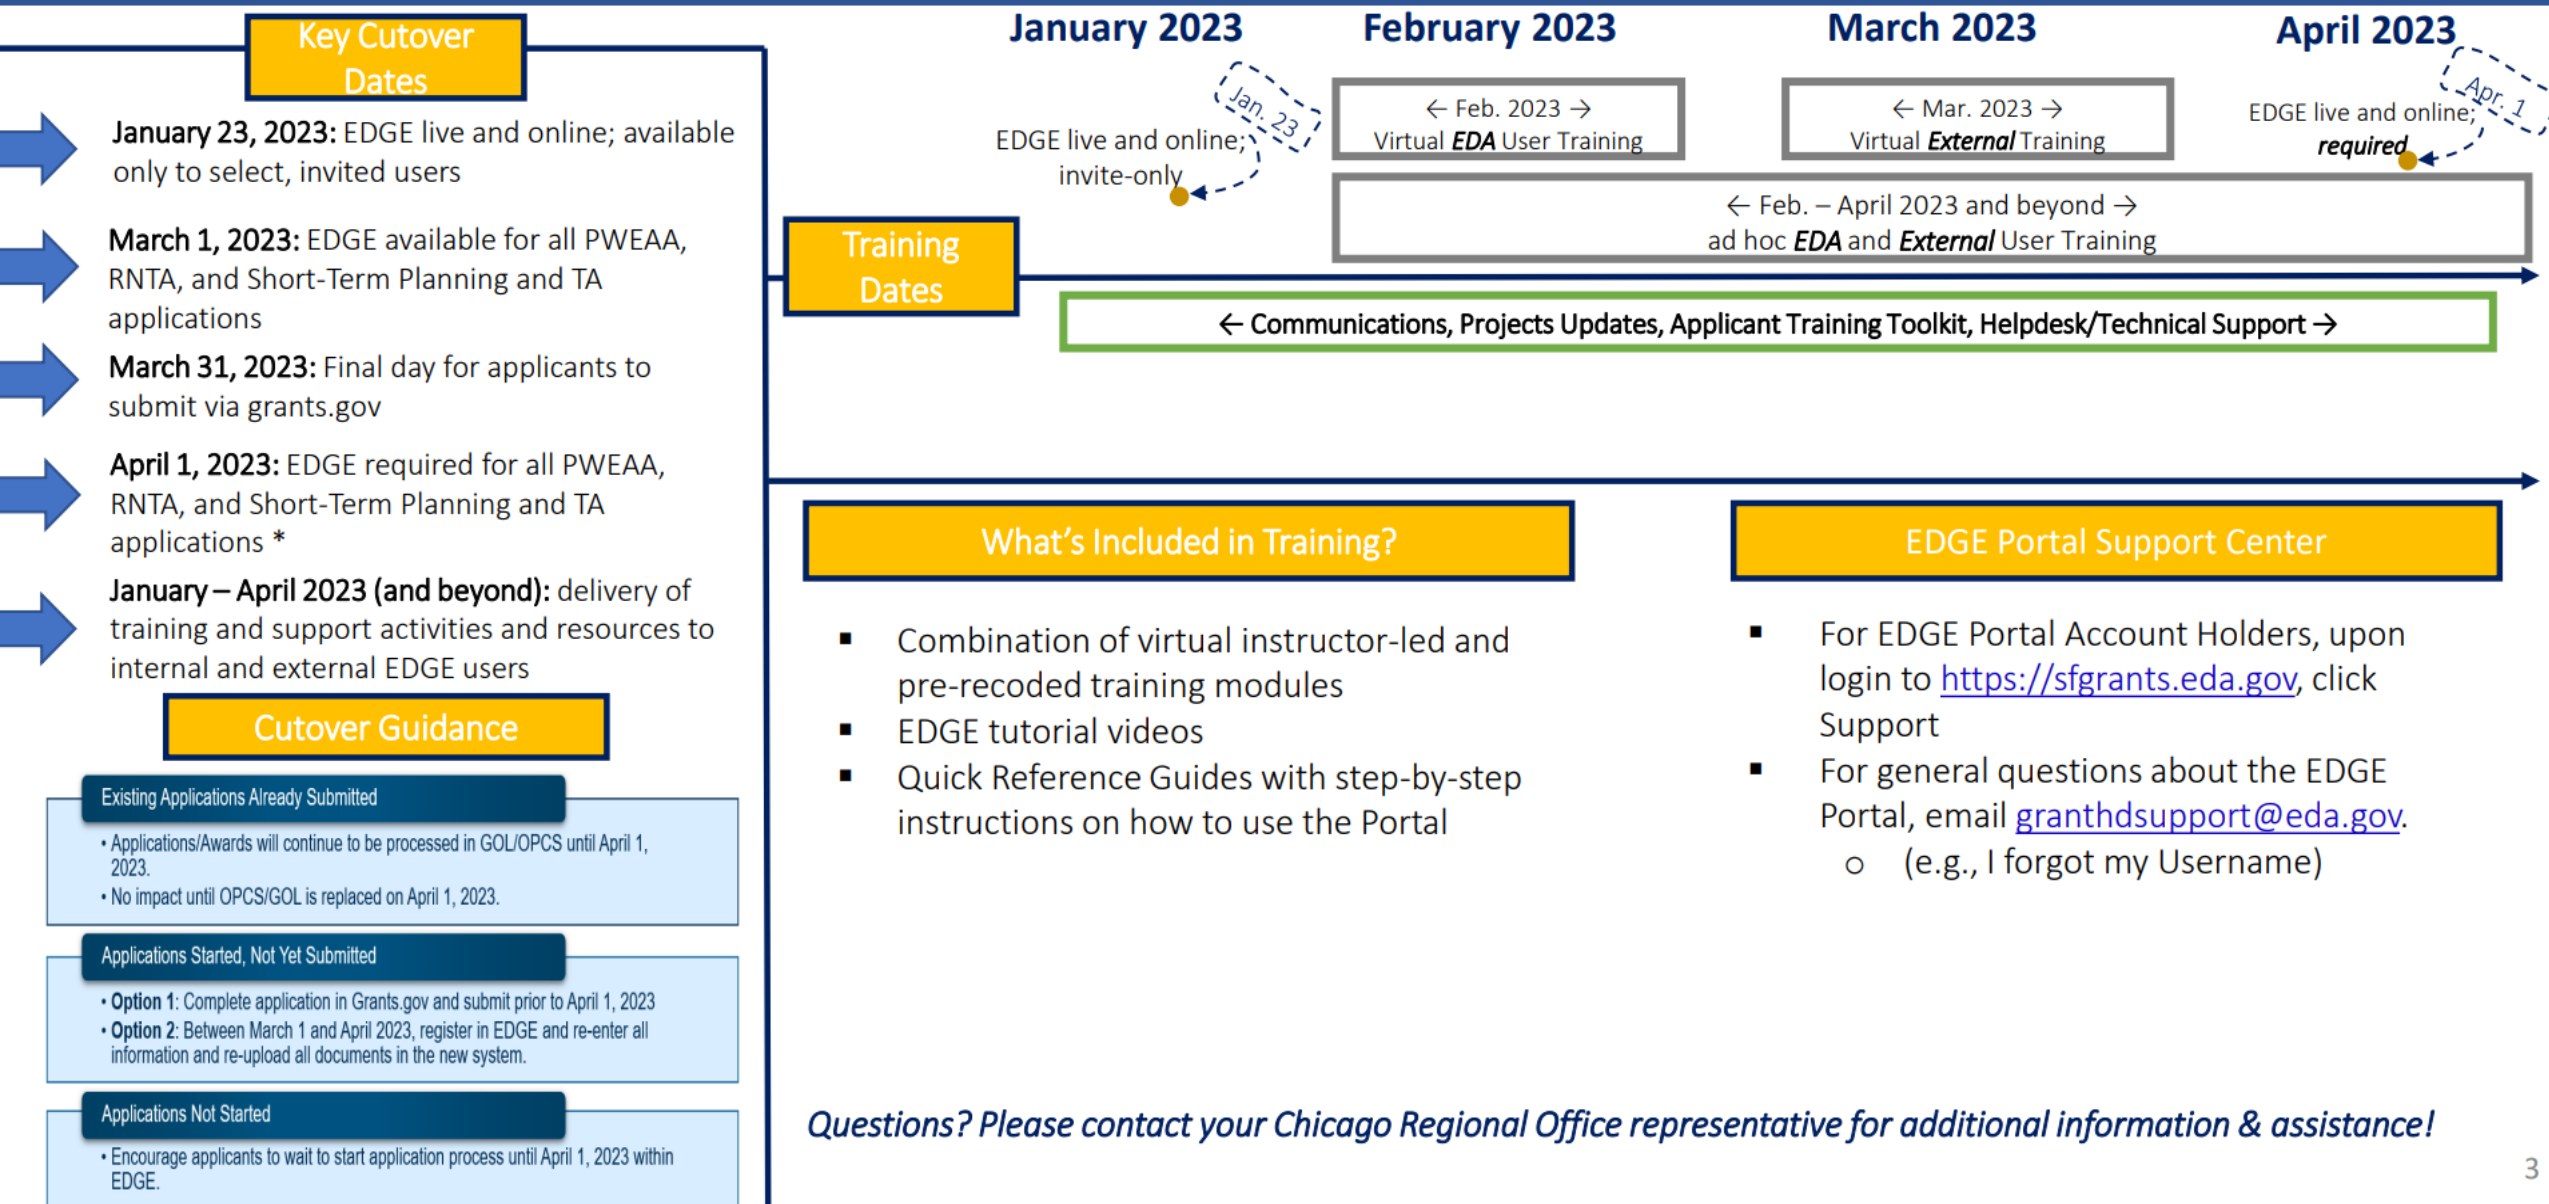 Key Cutover
Dates
January 23, 2023: EDGE live and online; available
only to select, invited users
March 1, 2023: EDGE available for all PWEAA,
RNTA, and Short-Term Planning and TA
applications
March 31, 2023: Final day for applicants to
submit via grants.gov
April 1, 2023: EDGE required for all PWEAA,
RNTA, and Short-Term Planning and TA
applications *
January – April 2023 (and beyond): delivery of
training and support activities and resources to
internal and external EDGE users
Cutover Guidance
Existing Applications Already Submitted
• Applications/Awards will continue to be processed in GOL/OPCS until April 1,
2023.
• No impact until OPCS/GOL is replaced on April 1, 2023.
Applications Started, Not Yet Submitted
• Option 1: Complete application in Grants.gov and submit prior to April 1, 2023
• Option 2: Between March 1 and April 2023, register in EDGE and re-enter all
information and re-upload all documents in the new system.
Applications Not Started
• Encourage applicants to wait to start application process until April 1, 2023 within
EDGE.
January 2023
February 2023
March 2023
April 2023
Jan. 23
EDGE live and online;
invite-only
← Feb. 2023 →
Virtual EDA User Training
← Mar. 2023 →
Virtual External Training
Apr. 1
EDGE live and online;
required
← Feb. – April 2023 and beyond →
ad hoc EDA and External User Training
Training
Dates
← Communications, Projects Updates, Applicant Training Toolkit, Helpdesk/Technical Support →
What's Included in Training?
▪ Combination of virtual instructor-led and
pre-recoded training modules
▪ EDGE tutorial videos
▪ Quick Reference Guides with step-by-step
instructions on how to use the Portal
EDGE Portal Support Center
▪ For EDGE Portal Account Holders, upon
login to https://sfgrants.eda.gov, click
Support
▪ For general questions about the EDGE
Portal, email granthdsupport@eda.gov.
o (e.g., I forgot my Username)
Questions? Please contact your Chicago Regional Office representative for additional information & assistance!
3